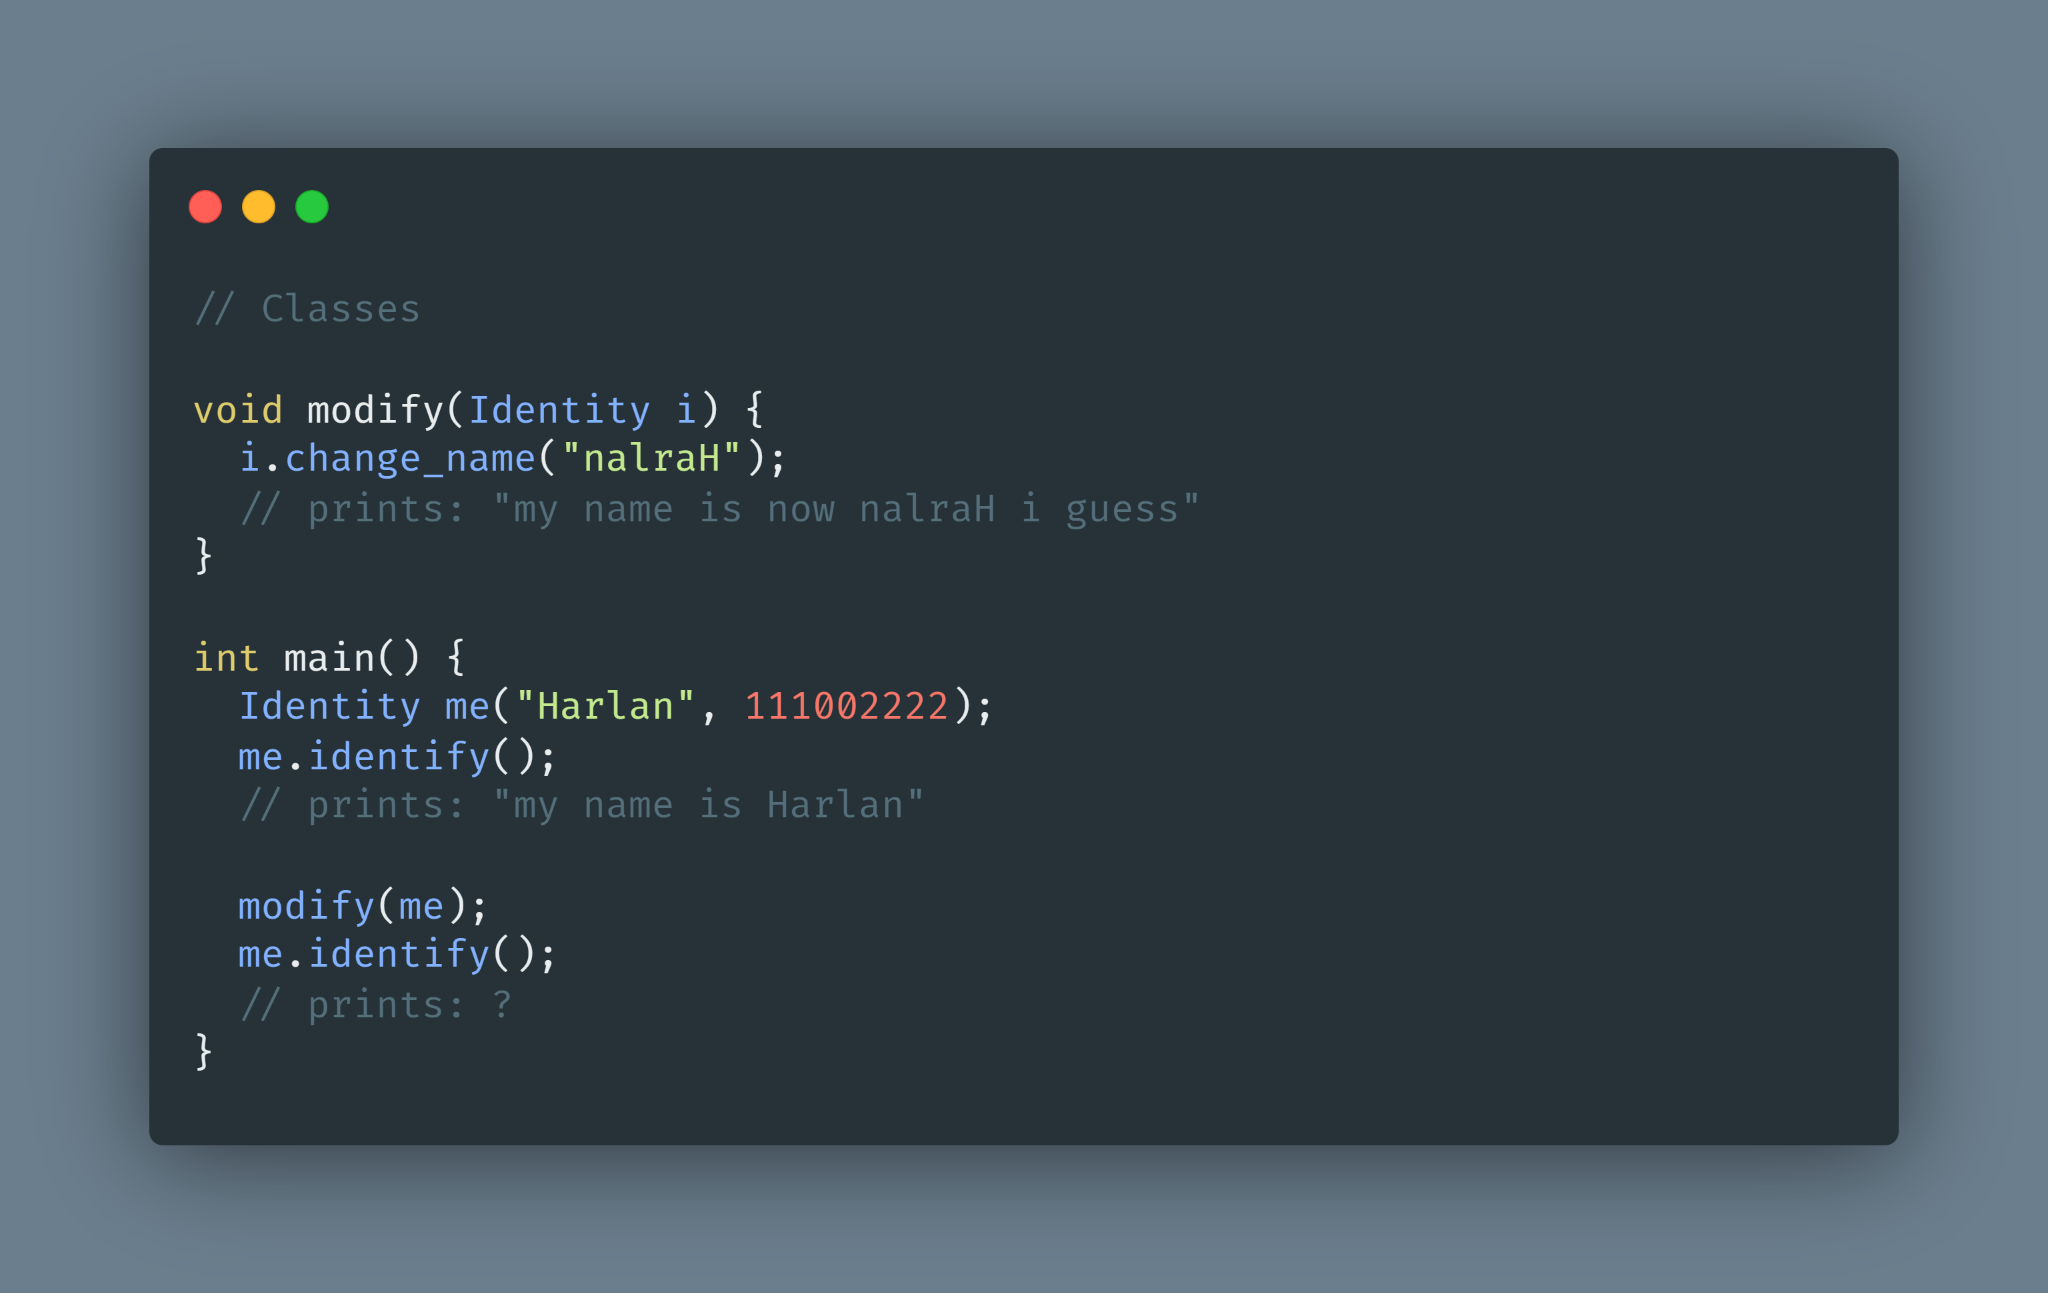 // Classes
void modify(Identity i) {
i.change_name("nalraH");
// prints: "my name is now nalraH i guess"
}
int main() {
Identity me("Harlan", 111002222);
me.identify();
// prints: "my name is Harlan"
modify(me);
me.identify();
// prints: ?
}